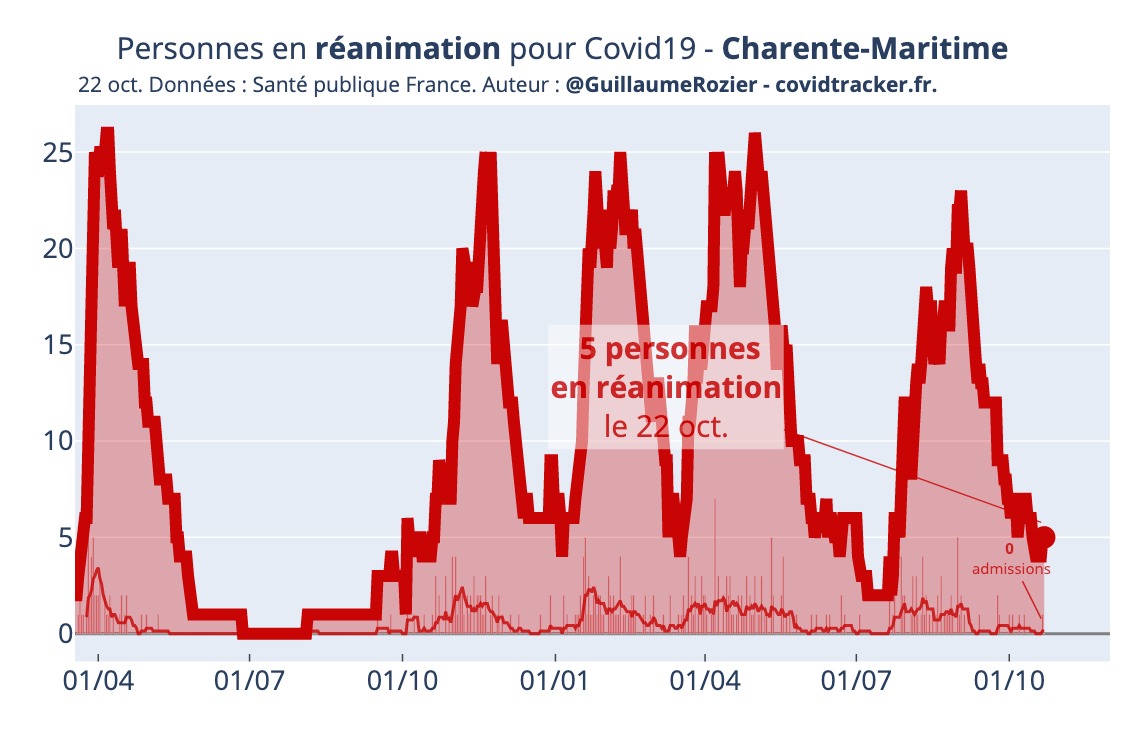 Personnes en réanimation pour Covid19 - Charente-Maritime
22 oct. Données : Santé publique France. Auteur : @GuillaumeRozier - covidtracker.fr.
25
20
15
10
5
0
5 personnes
en réanimation
le 22 oct.
0
admissions
01/04
01/07
01/10
01/01
01/04
01/07
01/10